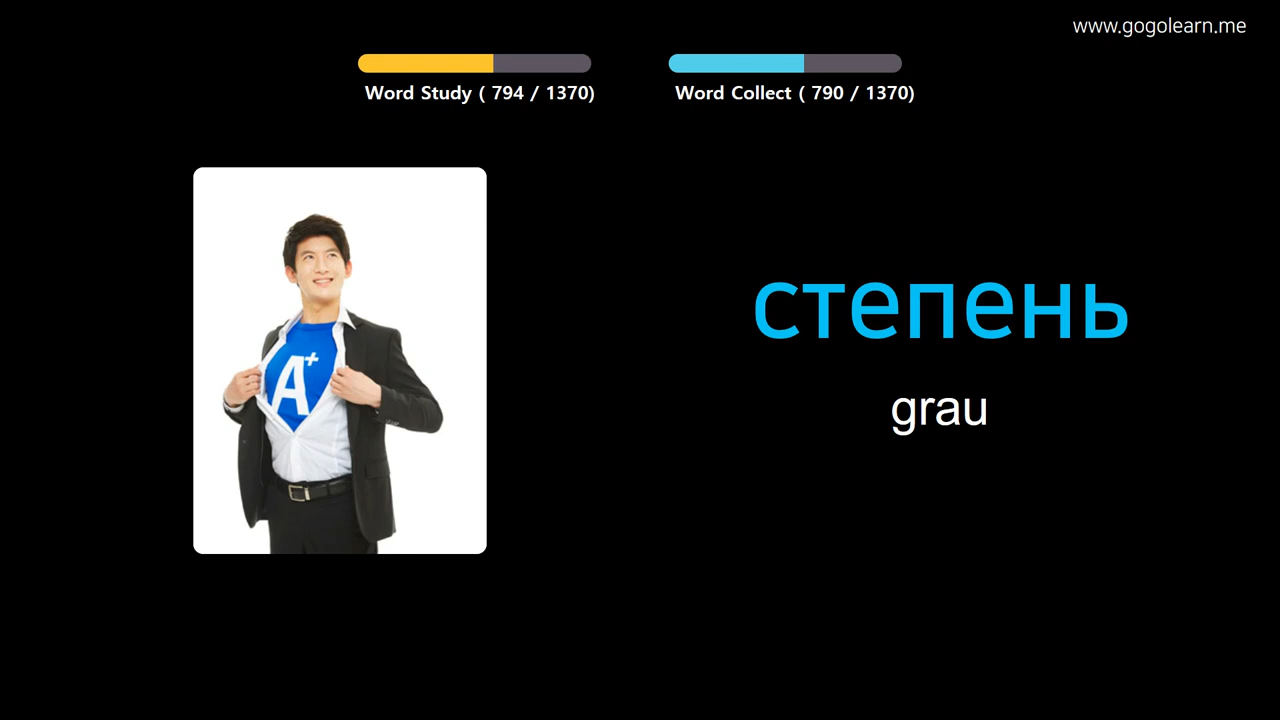 www.gogolearn.me
Word Study ( 794 / 1370)
Word Collect ( 790 / 1370)
A+
степень
grau